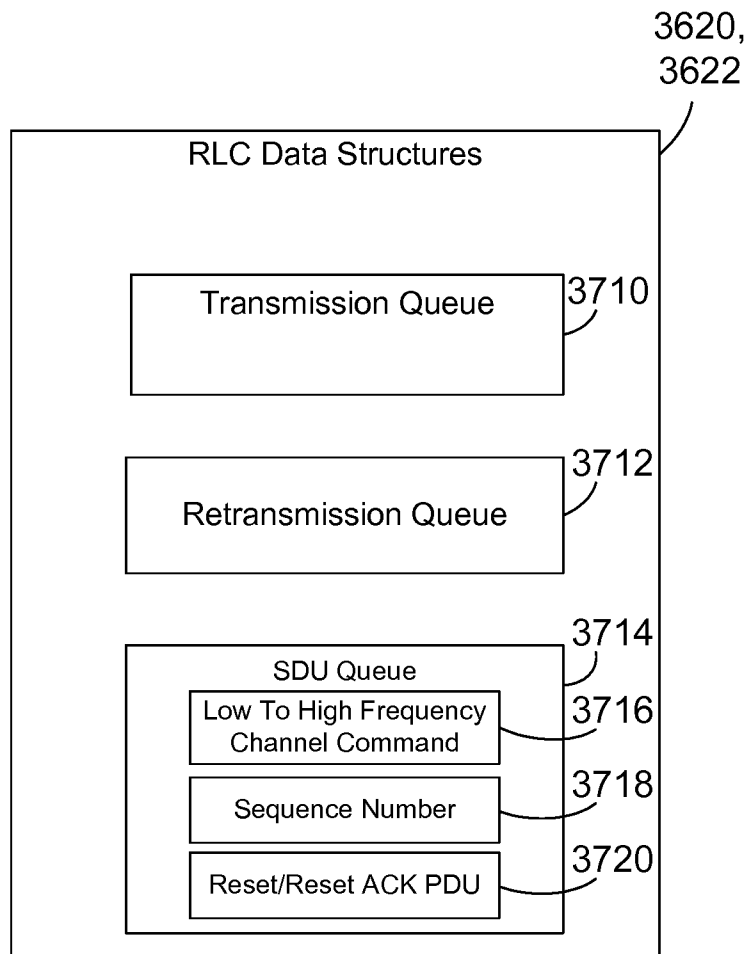 3620,
3622
RLC Data Structures
Transmission Queue
3710
3712
Retransmission Queue
3714
SDU Queue
Low To High Frequency
Channel Command
3716
3718
Sequence Number
3720
Reset/Reset ACK PDU